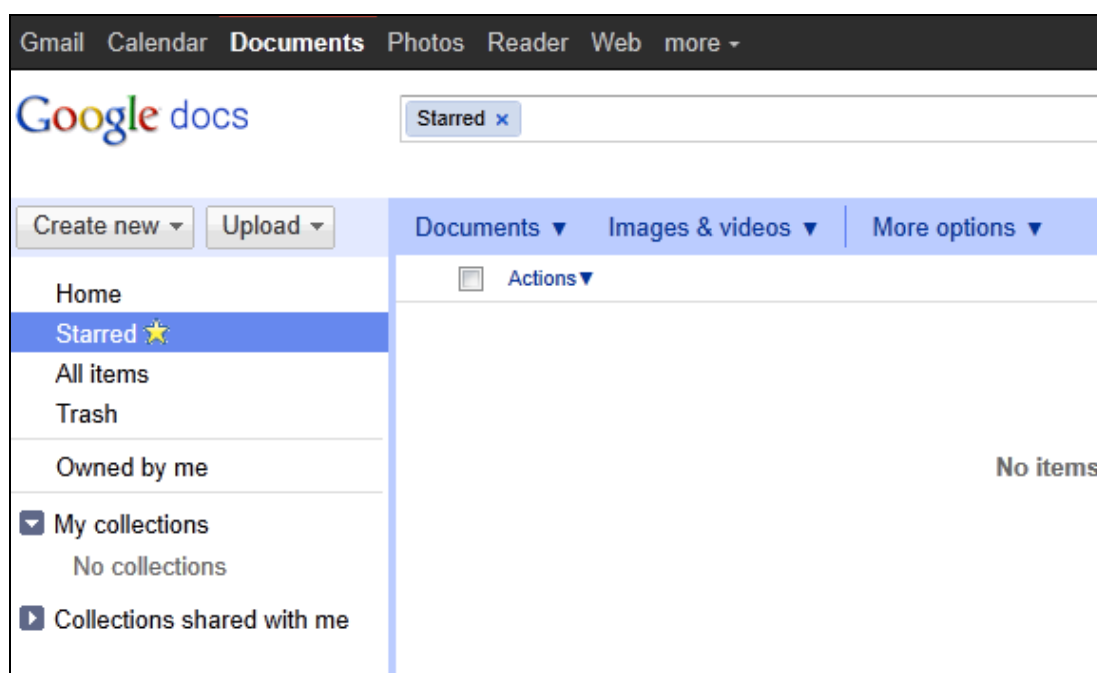 Gmail Calendar Documents Photos Reader Web more
Google docs
Starred ×
Create new Upload
Documents Images & videos More options
Actions
Home
Starred
All items
Trash
Owned by me
No items
My collections
No collections
Collections shared with me